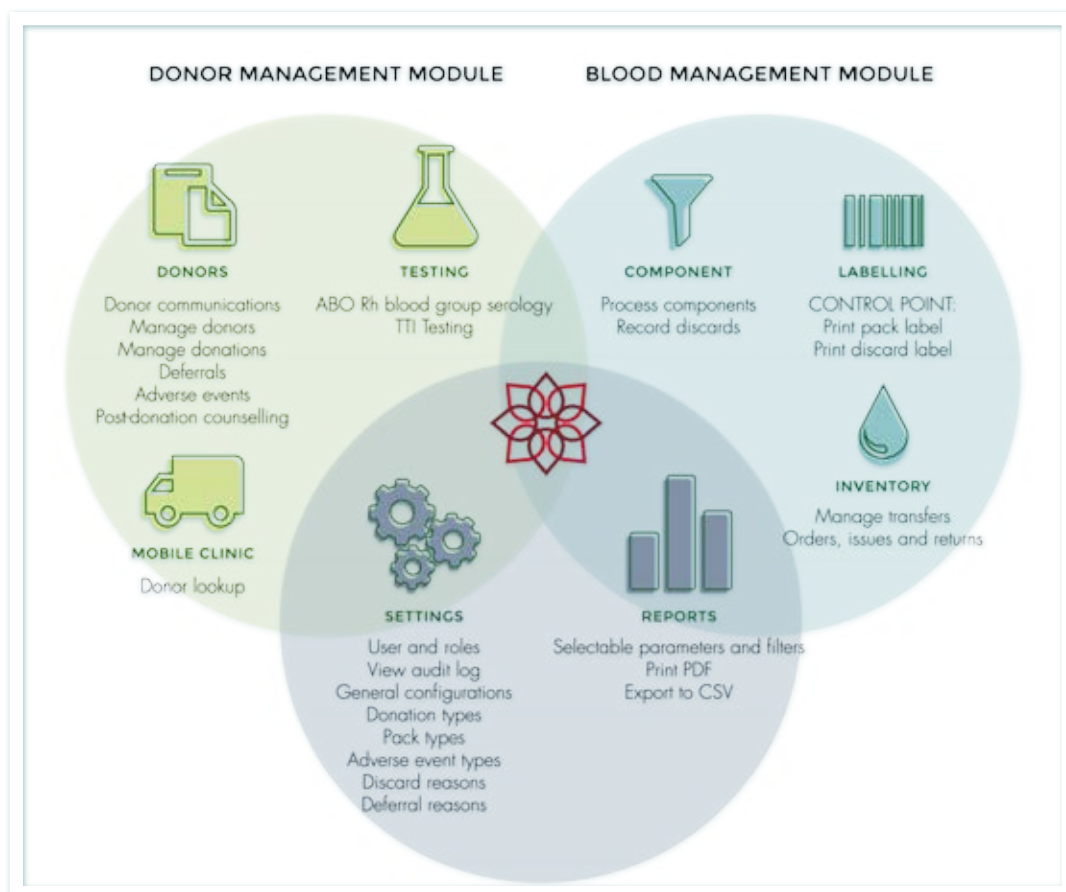 DONOR MANAGEMENT MODULE
BLOOD MANAGEMENT MODULE
DONORS
Donor communications
Manage donors
Manage donations
Deferrals
Adverse events
Post-donation counselling
TESTING
ABO Rh blood group serology
TTI Testing
COMPONENT
Process components
Record discards
LABELLING
CONTROL POINT:
Print pack label
Print discard label
MOBILE CLINIC
Donor lookup
INVENTORY
Manage transfers
Orders, issues and returns
SETTINGS
User and roles
View audit log
General configurations
Donation types
Pack types
Adverse event types
Discard reasons
Deferral reasons
REPORTS
Selectable parameters and filters
Print PDF
Export to CSV